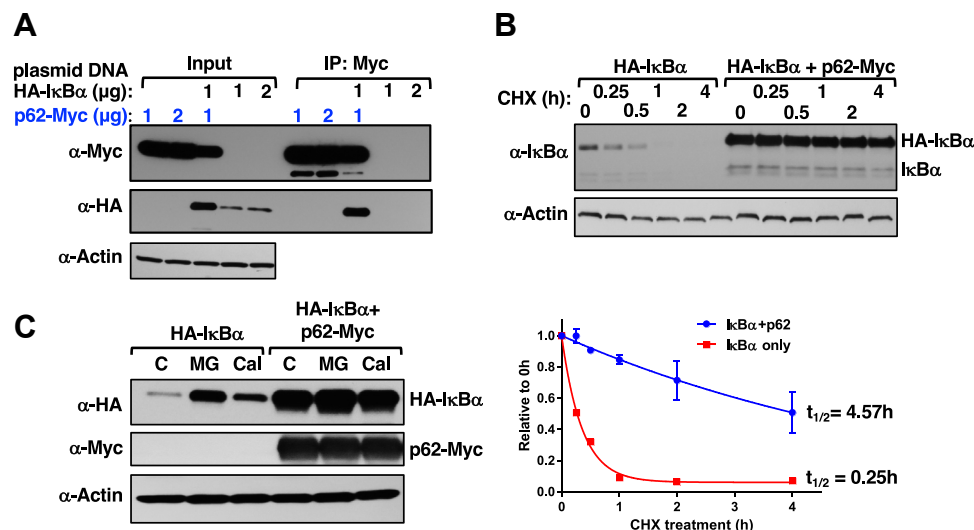 A
Input
IP: Myc
plasmid DNA
HA-IκBα (µg): 1 1 2 1 1 2
p62-Myc (µg): 1 2 1 1 2 1
α-Myc
α-HA
α-Actin
B
HA-IκBα
HA-IκBα + p62-Myc
CHX (h): 0.25 1 4 0.25 1 4
0 0.5 2 0 0.5 2
α-IκBα
HA-IκBα
IκBα
α-Actin
C
HA-IκBα
HA-IκBα+
p62-Myc
C MG Cal C MG Cal
α-HA
HA-IκBα
α-Myc
p62-Myc
α-Actin
IκBα+p62
IκBα only
Relative to 0h
1.0
0.8
0.6
0.4
0.2
0.0
0 1 2 3 4
CHX treatment (h)
t1/2= 4.57h
t1/2= 0.25h